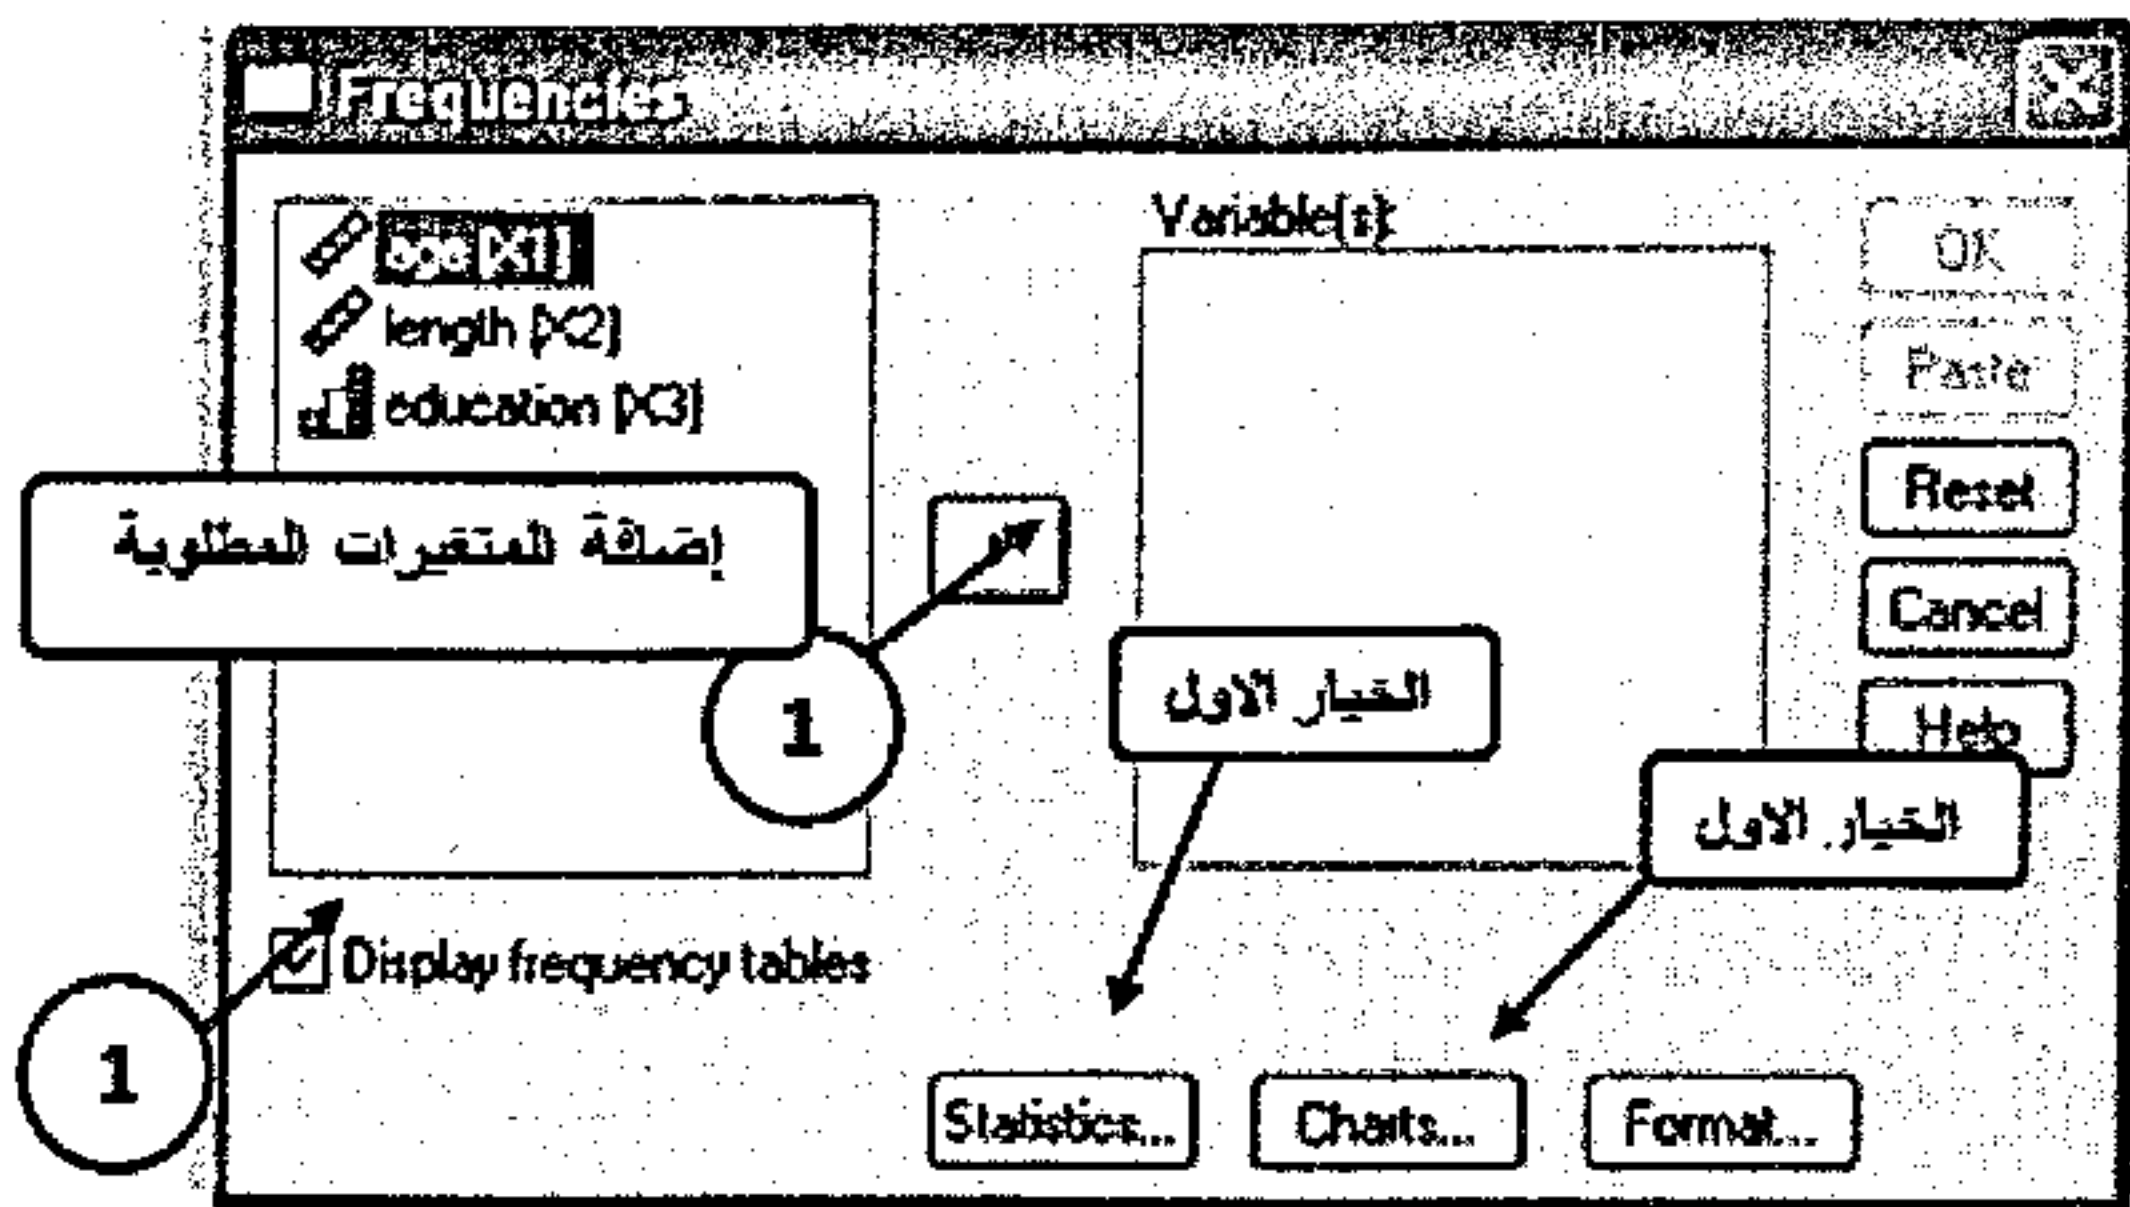 Frequencies
age [X1]
length [X2]
education [X3]
Variable(s):
OK
Paste
Reset
Cancel
Help
إضافة المتغيرات المطلوبة
1
الخيار الاول
الخيار الاول
Display frequency tables
1
Statistics...
Charts...
Format...